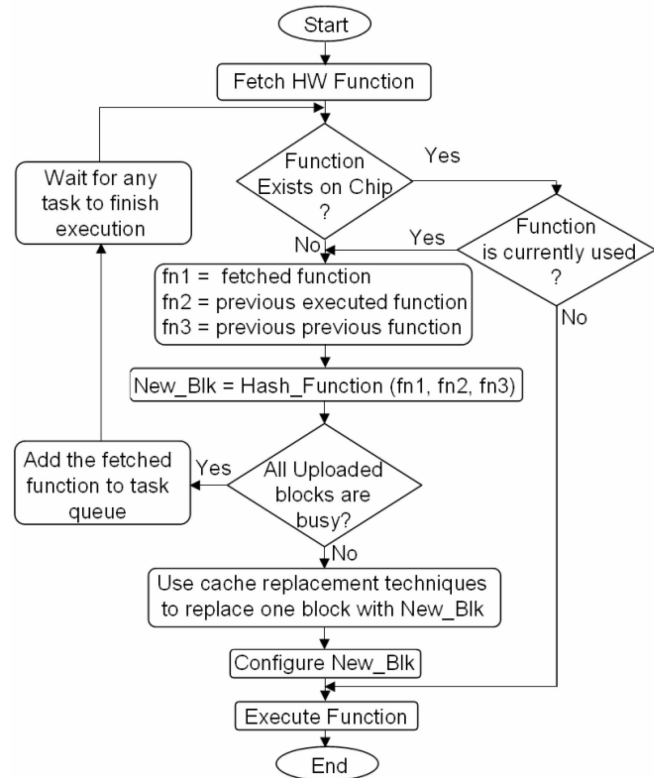 Start
Fetch HW Function
Function
Exists on Chip
?
Yes
No
Wait for any
task to finish
execution
Function
is currently used
?
Yes
No
fn1 = fetched function
fn2 = previous executed function
fn3 = previous previous function
New_Blk = Hash_Function (fn1, fn2, fn3)
All Uploaded
blocks are
busy?
Yes
No
Add the fetched
function to task
queue
Use cache replacement techniques
to replace one block with New_Blk
Configure New_Blk
Execute Function
End